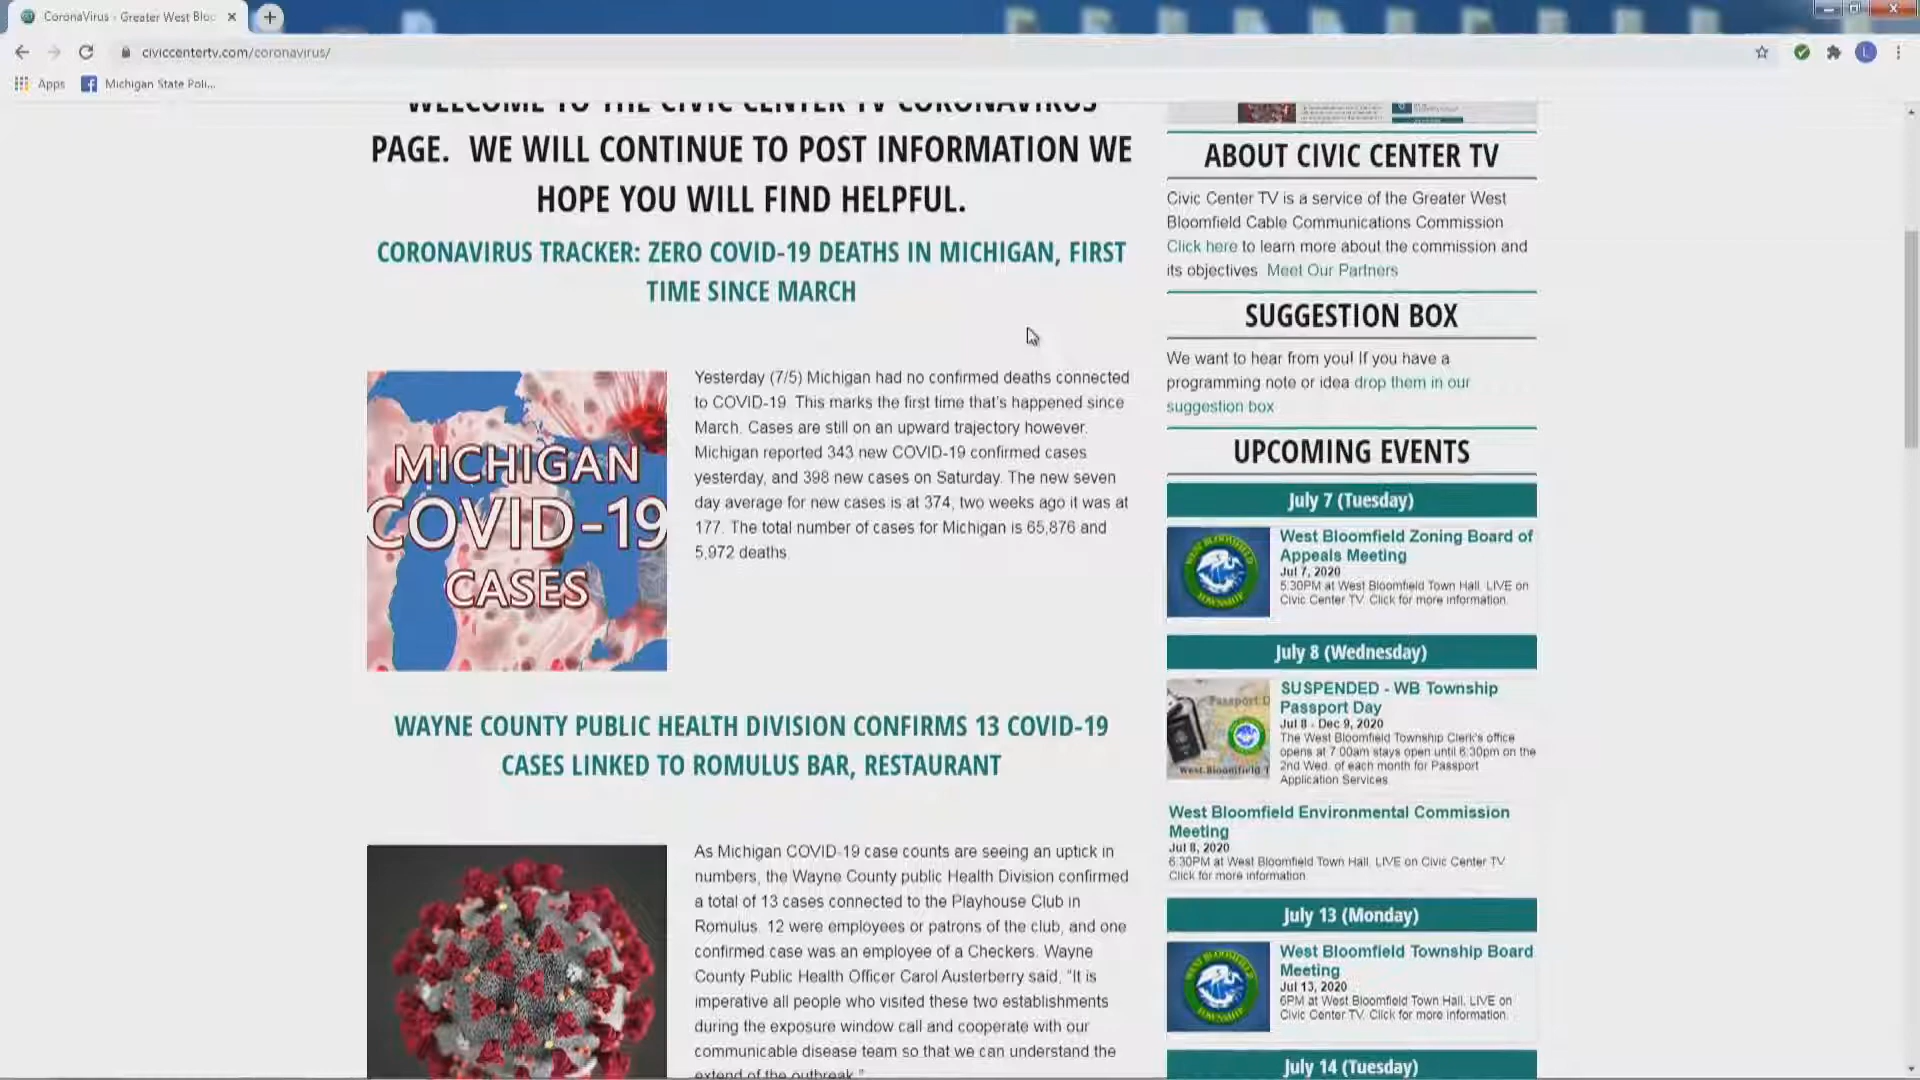 CoronaVirus - Greater West Bloo
civiccentertv.com/coronavirus/
Apps
Michigan State Poli...
WELCOME TO THE CIVIC CENTER TV CORONAVIRUS
PAGE. WE WILL CONTINUE TO POST INFORMATION WE
HOPE YOU WILL FIND HELPFUL.
CORONAVIRUS TRACKER: ZERO COVID-19 DEATHS IN MICHIGAN, FIRST
TIME SINCE MARCH
MICHIGAN
COVID-19
CASES
Yesterday (7/5) Michigan had no confirmed deaths connected
to COVID-19. This marks the first time that's happened since
March. Cases are still on an upward trajectory however.
Michigan reported 343 new COVID-19 confirmed cases
yesterday, and 398 new cases on Saturday. The new seven
day average for new cases is at 374, two weeks ago it was at
177. The total number of cases for Michigan is 65,876 and
5,972 deaths.
WAYNE COUNTY PUBLIC HEALTH DIVISION CONFIRMS 13 COVID-19
CASES LINKED TO ROMULUS BAR, RESTAURANT
As Michigan COVID-19 case counts are seeing an uptick in
numbers, the Wayne County public Health Division confirmed
a total of 13 cases connected to the Playhouse Club in
Romulus. 12 were employees or patrons of the club, and one
confirmed case was an employee of a Checkers. Wayne
County Public Health Officer Carol Austerberry said, "It is
imperative all people who visited these two establishments
during the exposure window call and cooperate with our
communicable disease team so that we can understand the
extend of the outbreak."
ABOUT CIVIC CENTER TV
Civic Center TV is a service of the Greater West
Bloomfield Cable Communications Commission
Click here to learn more about the commission and
its objectives Meet Our Partners
SUGGESTION BOX
We want to hear from you! If you have a
programming note or idea drop them in our
suggestion box
UPCOMING EVENTS
July 7 (Tuesday)
West Bloomfield Zoning Board of
Appeals Meeting
Jul 7, 2020
5:30PM at West Bloomfield Town Hall. LIVE on
Civic Center TV. Click for more information.
July 8 (Wednesday)
SUSPENDED - WB Township
Passport Day
Jul 8 - Dec 9, 2020
The West Bloomfield Township Clerk's office
opens at 7:00am stays open until 6:30pm on the
2nd Wed. of each month for Passport
Application Services.
West Bloomfield Environmental Commission
Meeting
Jul 8, 2020
6:30PM at West Bloomfield Town Hall. LIVE on Civic Center TV.
Click for more information.
July 13 (Monday)
West Bloomfield Township Board
Meeting
Jul 13, 2020
6PM at West Bloomfield Town Hall. LIVE on
Civic Center TV. Click for more information.
July 14 (Tuesday)